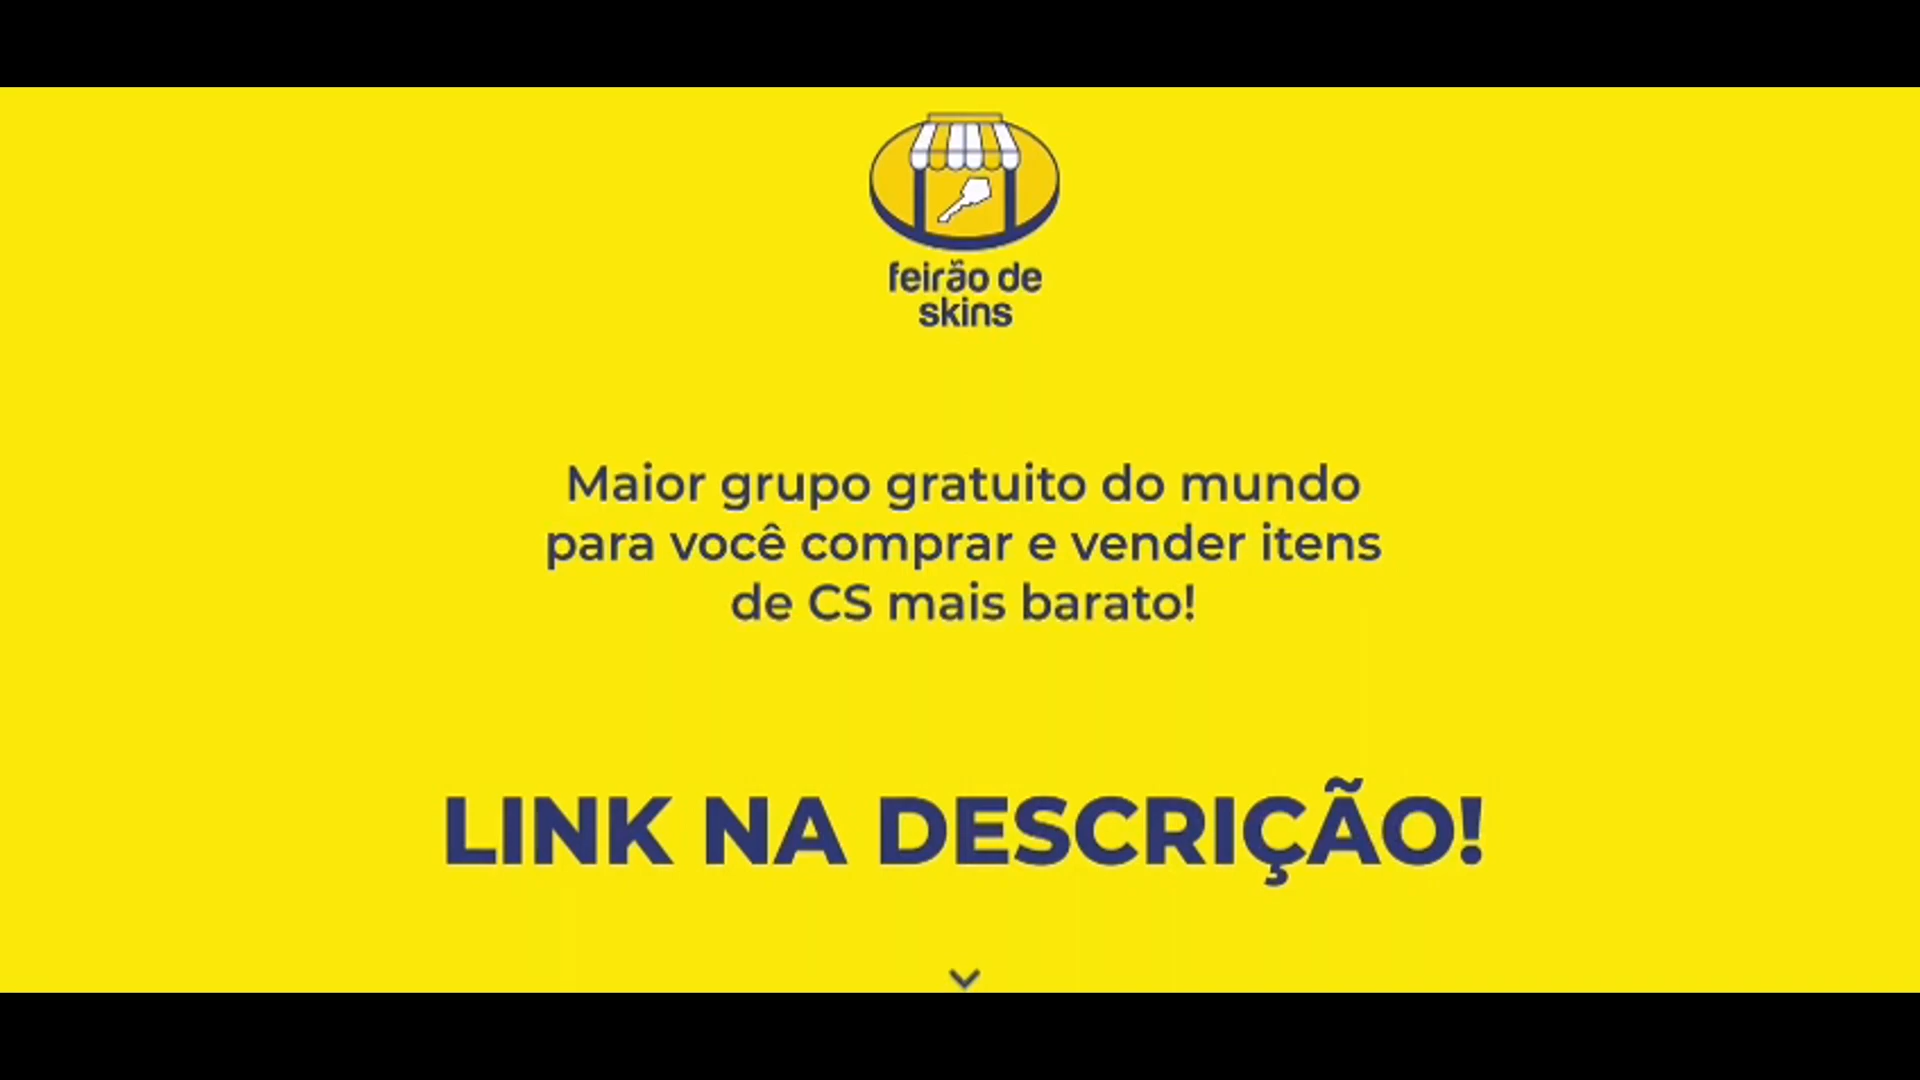 feirão de
skins
Maior grupo gratuito do mundo
para você comprar e vender itens
de CS mais barato!
LINK NA DESCRIÇÃO!